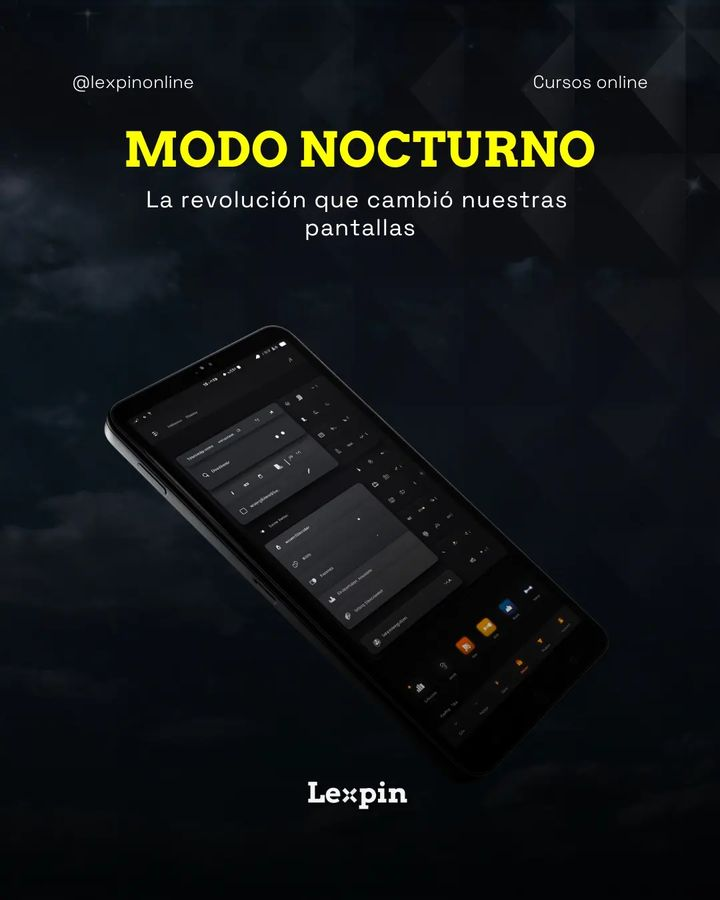 @lexpinonline
Cursos online
MODO NOCTURNO
La revolución que cambió nuestras
pantallas
Lexpin